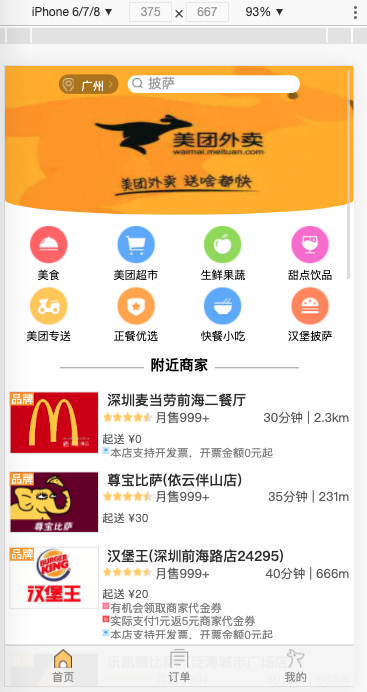 iPhone 6/7/8 ▼ 375 × 667 93% ▼
广州 披萨
美团外卖
waimai.meituan.com
美团外卖 送啥都快
美食 美团超市 生鲜果蔬 甜点饮品
美团专送 正餐优选 快餐小吃 汉堡披萨
附近商家
品牌 深圳麦当劳前海二餐厅
月售999+ 30分钟 | 2.3km
起送 ¥0
本店支持开发票，开票金额0元起
品牌 尊宝比萨(依云伴山店)
月售999+ 35分钟 | 231m
尊宝比萨
起送 ¥30
品牌 汉堡王(深圳前海路店24295)
BURGER KING
月售999+ 40分钟 | 666m
汉堡王
起送 ¥20
有机会领取商家代金券
实际支付1元返5元商家代金券
本店支持开发票，开票金额0元起
首页 订单 我的